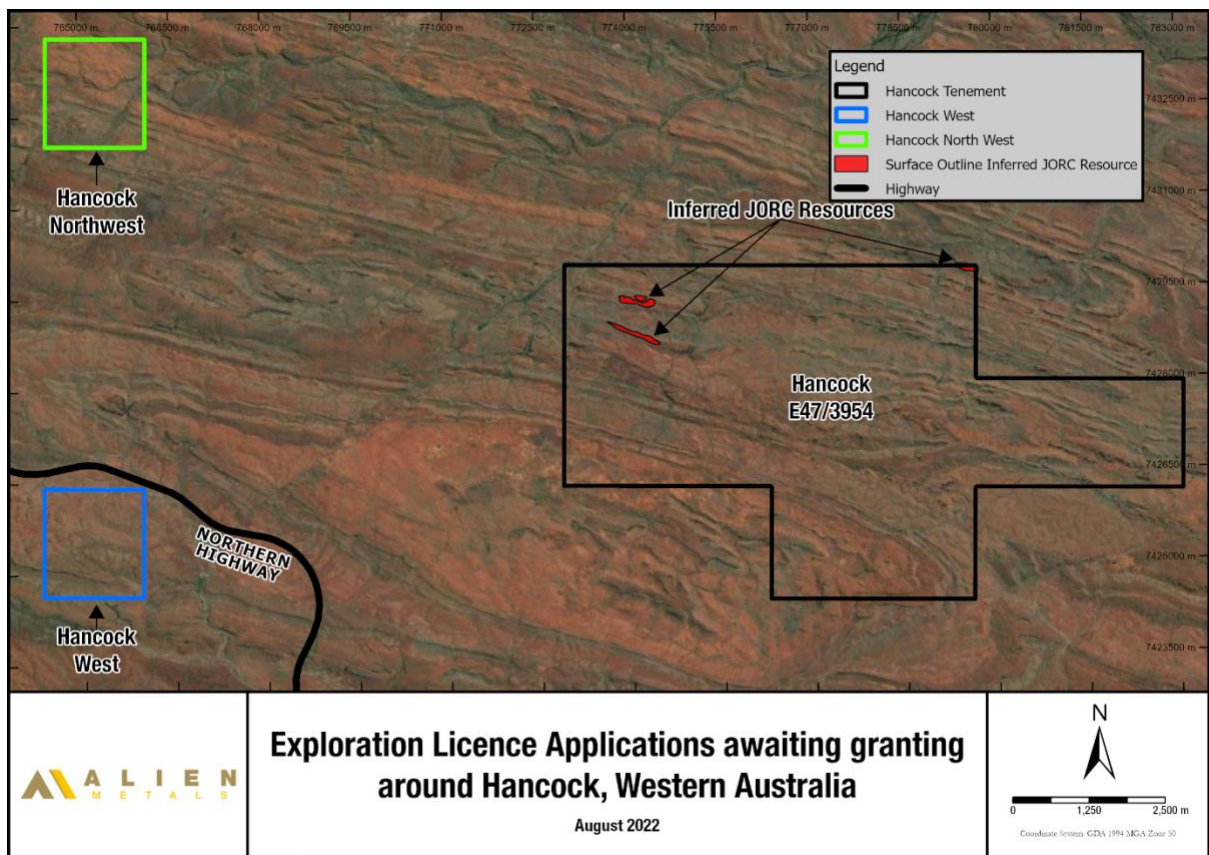 765000 m 766500 m 768000 m 769500 m 771000 m 772500 m 774000 m 775500 m 777000 m 778500 m 780000 m 781500 m 783000 m
Legend
Hancock Tenement
Hancock West
Hancock North West
Surface Outline Inferred JORC Resource
Highway
7432500 m
7431000 m
7429500 m
7428000 m
7426500 m
7425000 m
7423500 m
Hancock
Northwest
Inferred JORC Resources
Hancock
E47/3954
NORTHERN
HIGHWAY
Hancock
West
ALIEN
METALS
Exploration Licence Applications awaiting granting
around Hancock, Western Australia
August 2022
N
0 1,250 2,500 m
Coordinate System: GDA 1994 MGA Zone 50